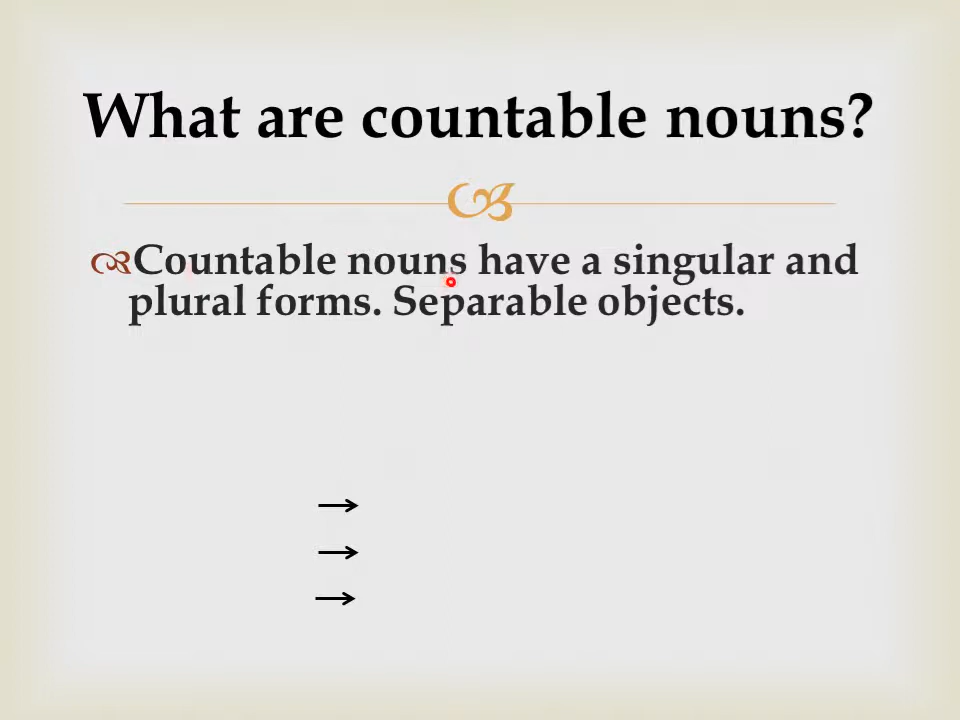 What are countable nouns?
Countable nouns have a singular and
plural forms. Separable objects.